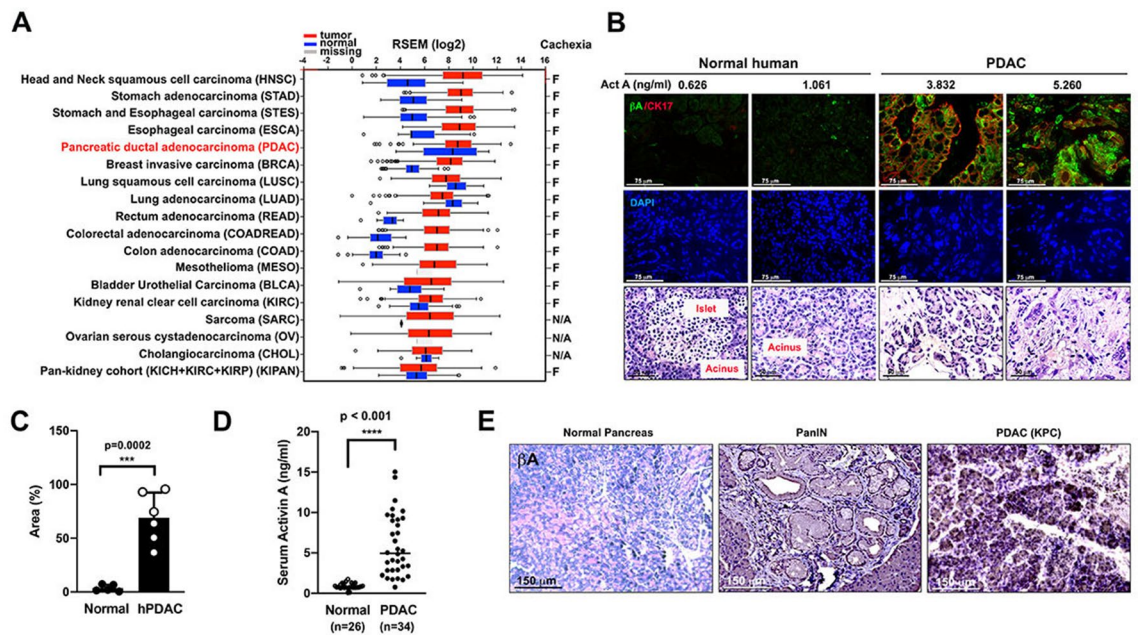 A
tumor
normal
missing
RSEM (log2)
Cachexia
-4 -2 0 2 4 6 8 10 12 14 16
Head and Neck squamous cell carcinoma (HNSC) F
Stomach adenocarcinoma (STAD) F
Stomach and Esophageal carcinoma (STES) F
Esophageal carcinoma (ESCA) F
Pancreatic ductal adenocarcinoma (PDAC) F
Breast invasive carcinoma (BRCA) F
Lung squamous cell carcinoma (LUSC) F
Lung adenocarcinoma (LUAD) F
Rectum adenocarcinoma (READ) F
Colorectal adenocarcinoma (COADREAD) F
Colon adenocarcinoma (COAD) F
Mesothelioma (MESO) F
Bladder Urothelial Carcinoma (BLCA) F
Kidney renal clear cell carcinoma (KIRC) F
Sarcoma (SARC) N/A
Ovarian serous cystadenocarcinoma (OV) N/A
Cholangiocarcinoma (CHOL) N/A
Pan-kidney cohort (KICH+KIRC+KIRP) (KIPAN) F
B
Normal human PDAC
Act A (ng/ml) 0.626 1.061 3.832 5.260
βA/CK17
75 μm 75 μm 75 μm 75 μm
DAPI
75 μm 75 μm 75 μm 75 μm
Islet
Acinus
Acinus
C
p=0.0002
***
Area (%)
150
100
50
0
Normal hPDAC
D
p < 0.001
****
Serum Activin A (ng/ml)
20
15
10
5
0
Normal PDAC
(n=26) (n=34)
E
Normal Pancreas PanIN PDAC (KPC)
βA
150 μm 150 μm 150 μm